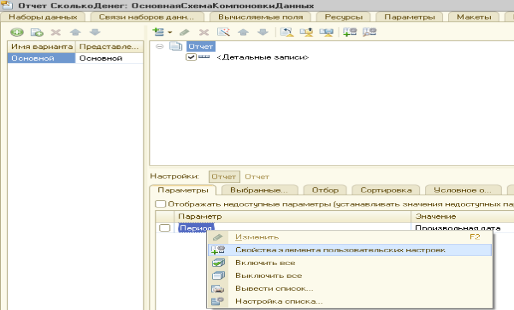 Отчет СколькоДенег: ОсновнаяСхемаКомпоновкиДанных
Наборы данных Связи наборов данн... Вычисляемые поля Ресурсы Параметры Макеты
Имя варианта Представле...
Основной Основной
Отчет
<Детальные записи>
Настройки: Отчет Отчет
Параметры Выбранные... Отбор Сортировка Условное о...
Отображать недоступные параметры (устанавливать значения недоступных па
Параметр Значение
Период Произвольная дата
Изменить F2
Свойства элемента пользовательских настроек
Включить все
Выключить все
Вывести список...
Настройка списка...